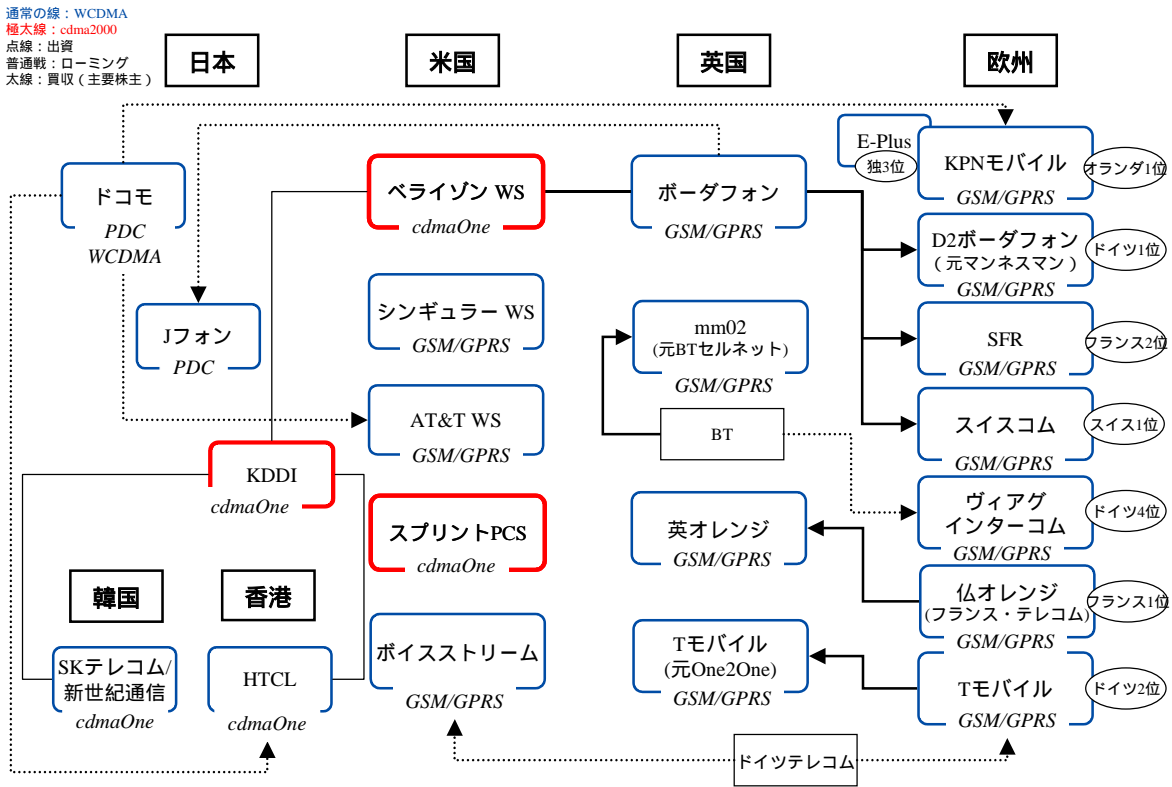 通常の線：WCDMA
極太線：cdma2000
点線：出資
普通戦：ローミング
太線：買収（主要株主）
日本
米国
英国
欧州
ドコモ
PDC
WCDMA
Jフォン
PDC
KDDI
cdmaOne
韓国
香港
SKテレコム/
新世紀通信
cdmaOne
HTCL
cdmaOne
ベライゾン WS
cdmaOne
シンギュラー WS
GSM/GPRS
AT&T WS
GSM/GPRS
スプリントPCS
cdmaOne
ボイスストリーム
GSM/GPRS
ボーダフォン
GSM/GPRS
mm02
(元BTセルネット)
GSM/GPRS
BT
英オレンジ
GSM/GPRS
Tモバイル
(元One2One)
GSM/GPRS
ドイツテレコム
E-Plus
独3位
KPNモバイル
GSM/GPRS
オランダ1位
D2ボーダフォン
（元マンネスマン）
GSM/GPRS
ドイツ1位
SFR
GSM/GPRS
フランス2位
スイスコム
GSM/GPRS
スイス1位
ヴィアグ
インターコム
GSM/GPRS
ドイツ4位
仏オレンジ
(フランス・テレコム)
GSM/GPRS
フランス1位
Tモバイル
GSM/GPRS
ドイツ2位